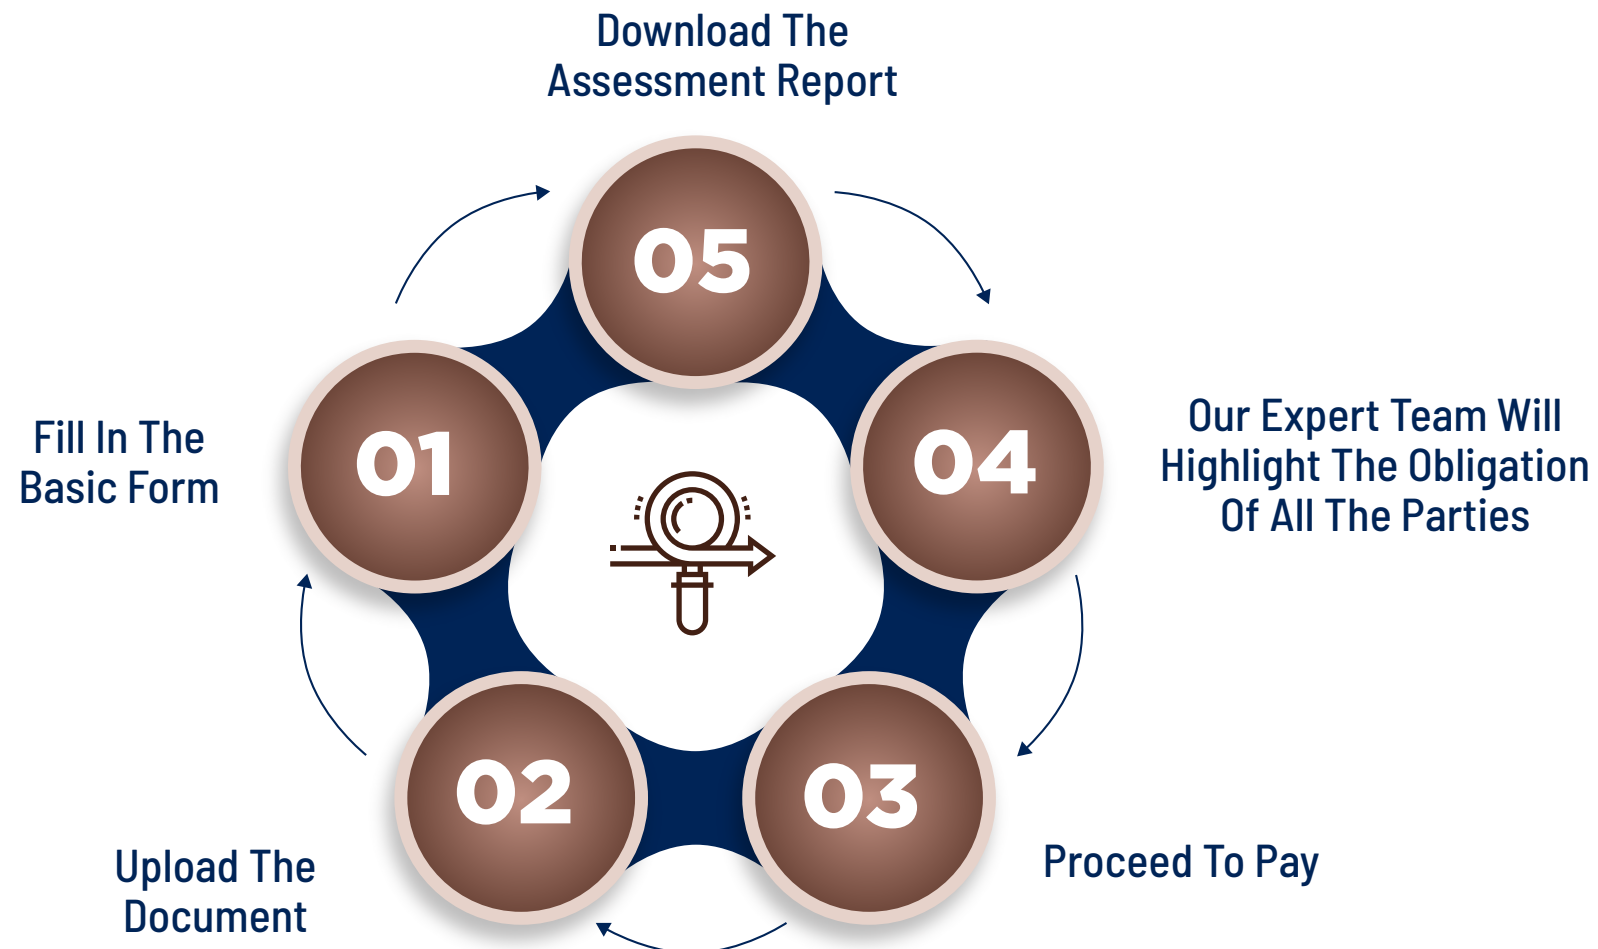 Download The
Assessment Report
05
01
Fill In The
Basic Form
04
Our Expert Team Will
Highlight The Obligation
Of All The Parties
02
Upload The
Document
03
Proceed To Pay